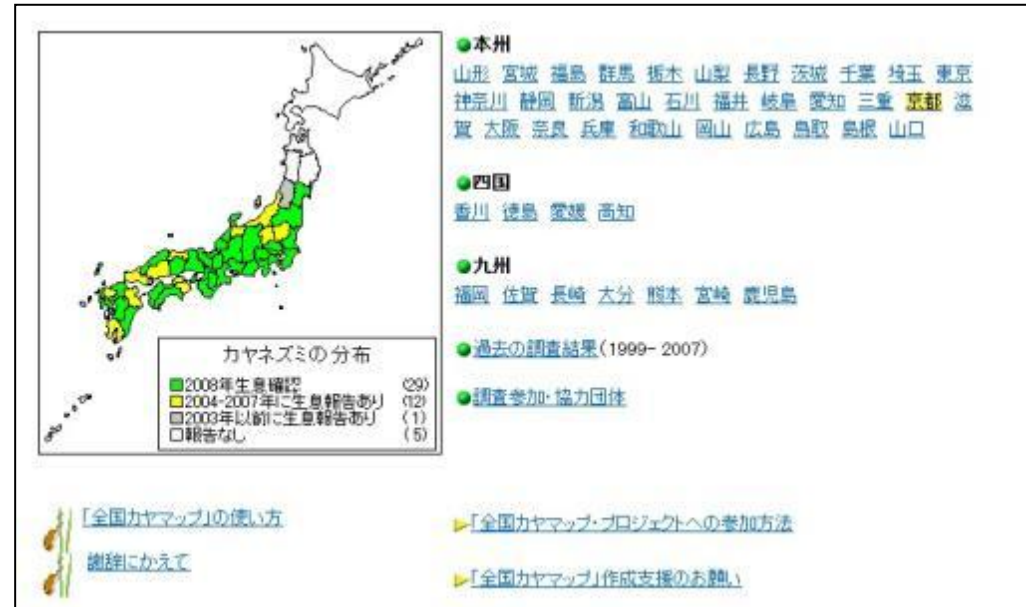 カヤネズミの分布
2008年生息確認 (29)
2004-2007年に生息報告あり (12)
2003年以前に生息報告あり (1)
報告なし (5)
本州
山形 宮城 福島 群馬 栃木 山梨 長野 茨城 千葉 埼玉 東京
神奈川 静岡 新潟 富山 石川 福井 岐阜 愛知 三重 京都 滋
賀 大阪 奈良 兵庫 和歌山 岡山 広島 鳥取 島根 山口
四国
香川 徳島 愛媛 高知
九州
福岡 佐賀 長崎 大分 熊本 宮崎 鹿児島
過去の調査結果(1999-2007)
調査参加・協力団体
「全国カヤマップ」の使い方
謝辞にかえて
「全国カヤマップ・プロジェクトへの参加方法
「全国カヤマップ」作成支援のお願い